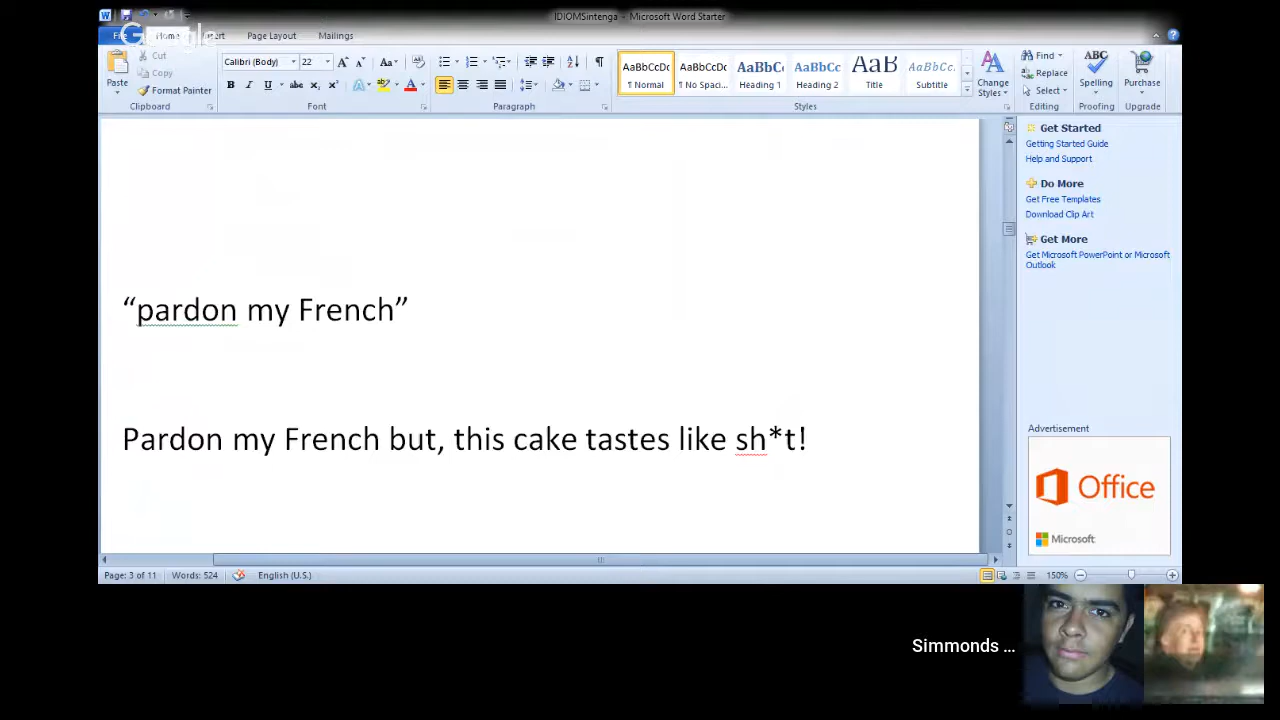 IDIOMSintenga - Microsoft Word Starter
Google
File Home Page Layout Mailings
Cut
Copy
Paste
Format Painter
Clipboard
Calibri (Body) 22
Font
Paragraph
AaBbCcDc AaBbCcDc AaBbC AaBbCc AaB AaBbCc.
¶ Normal ¶ No Spaci... Heading 1 Heading 2 Title Subtitle
Styles
Change Styles
Find
Replace
Select
Editing
ABC
Spelling
Proofing
Purchase
Upgrade
“pardon my French”
Pardon my French but, this cake tastes like sh*t!
Get Started
Getting Started Guide
Help and Support
Do More
Get Free Templates
Download Clip Art
Get More
Get Microsoft PowerPoint or Microsoft
Outlook
Advertisement
Office
Microsoft
Page: 3 of 11 Words: 524 English (U.S.) 150%
Simmonds ...